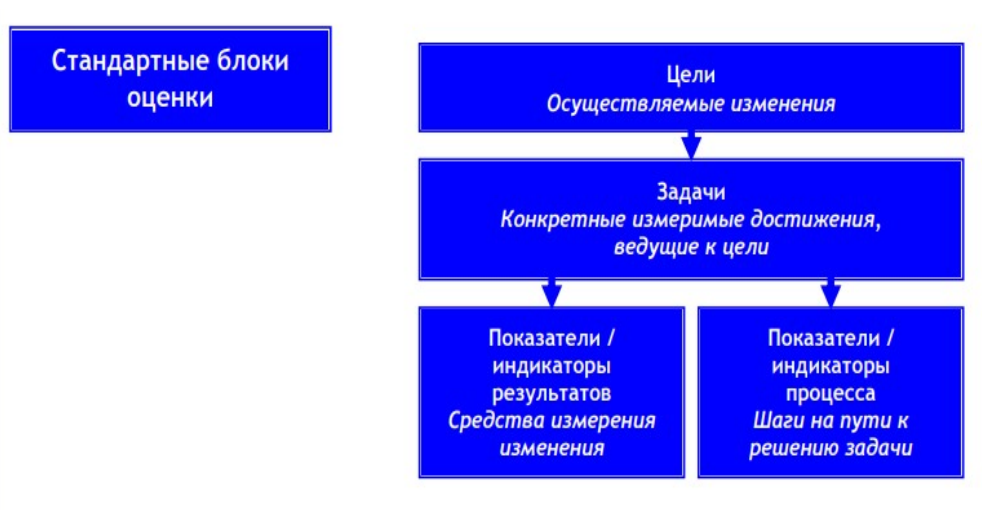 Стандартные блоки
оценки
Цели
Осуществляемые изменения
Задачи
Конкретные измеримые достижения,
ведущие к цели
Показатели /
индикаторы
результатов
Средства измерения
изменения
Показатели /
индикаторы
процесса
Шаги на пути к
решению задачи